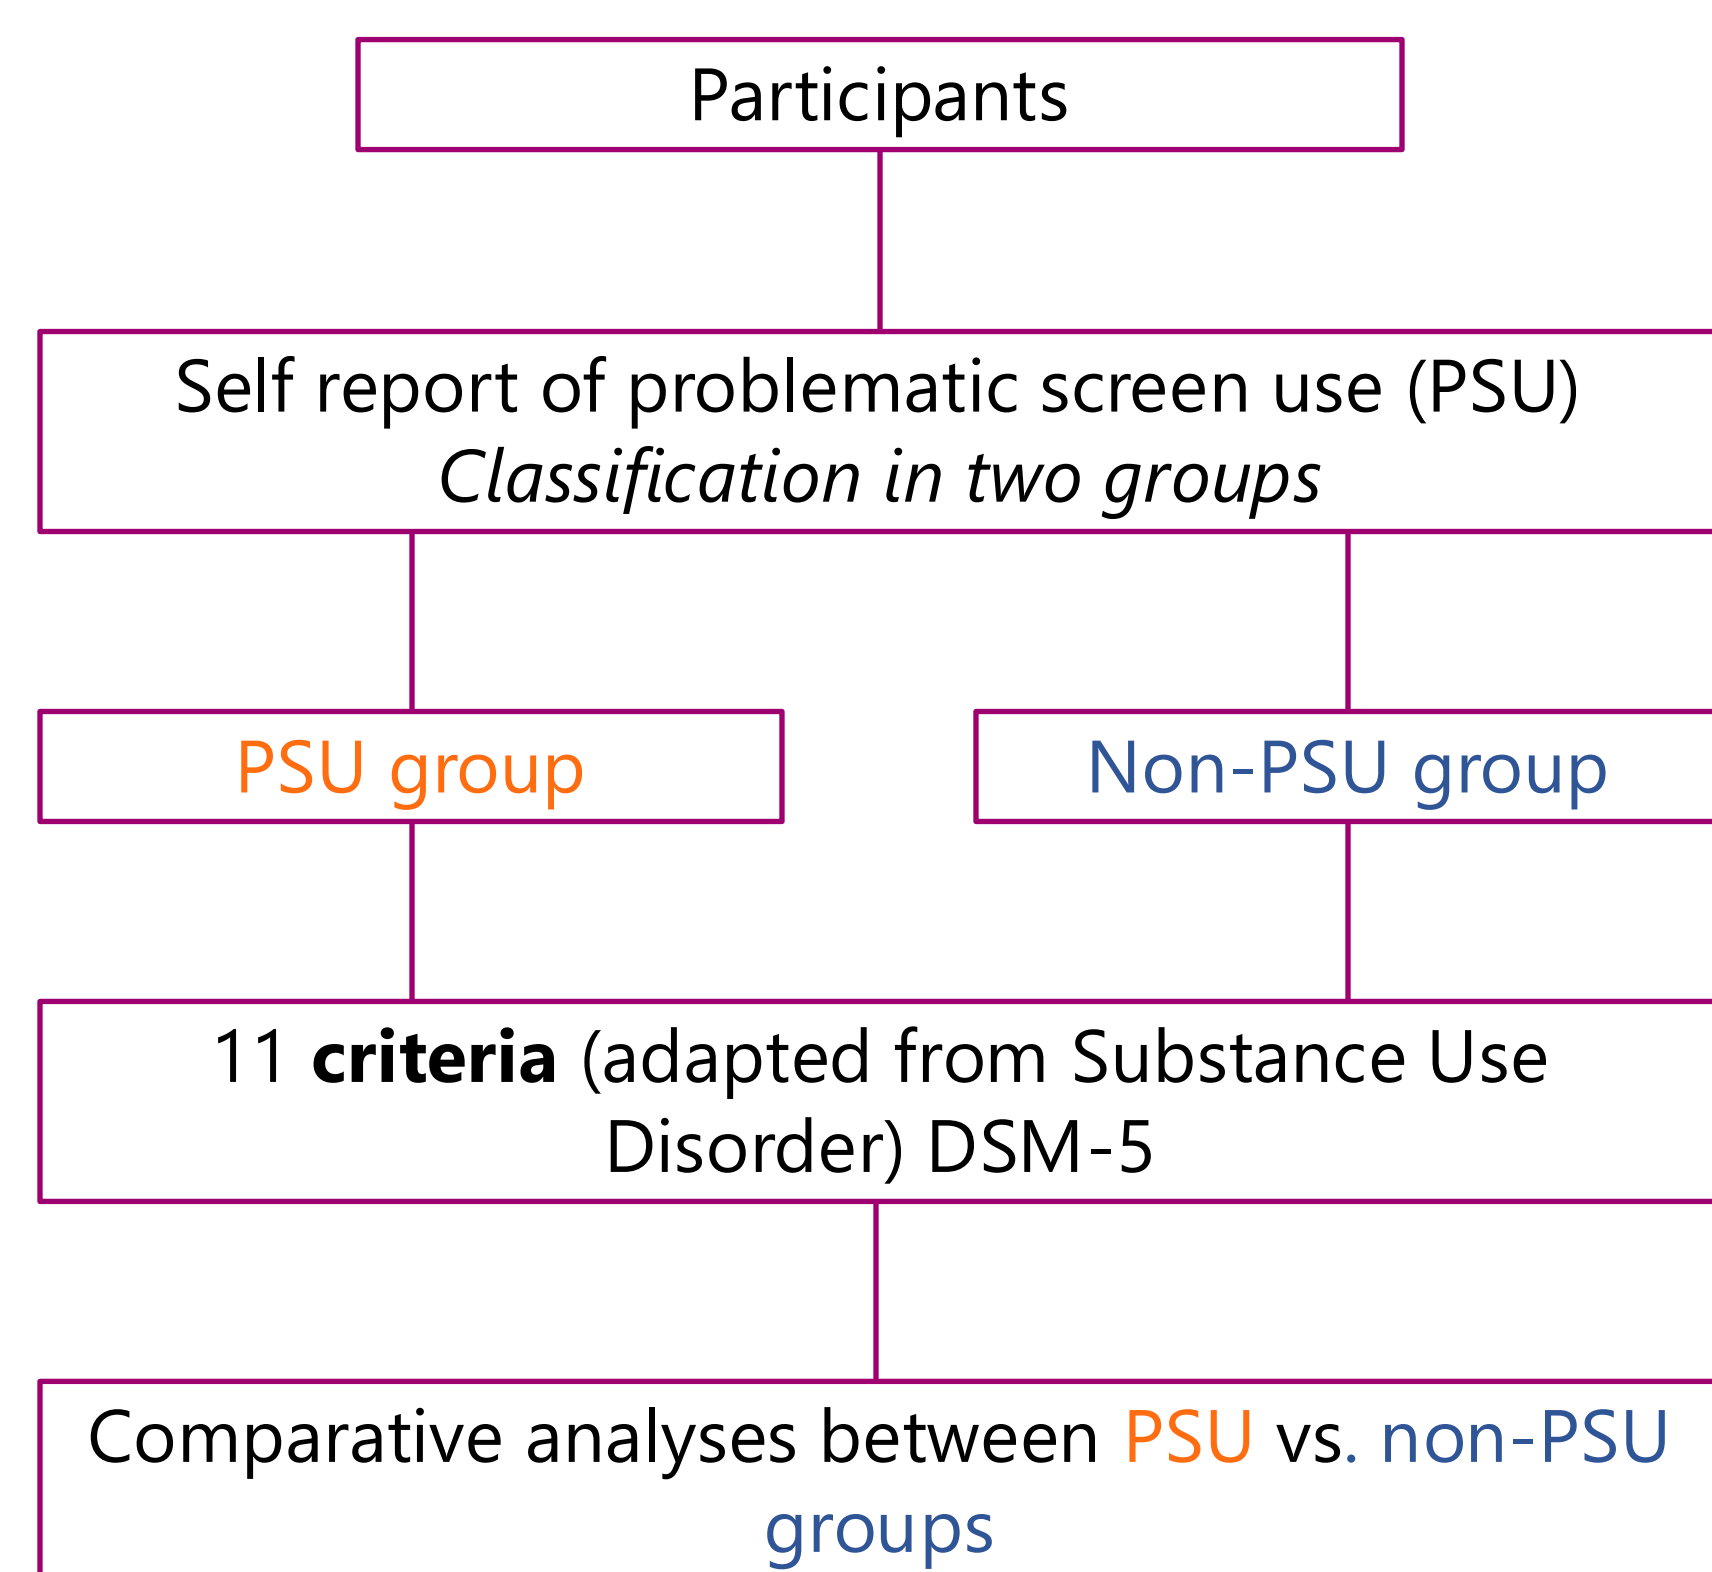 Participants
Self report of problematic screen use (PSU)
Classification in two groups
PSU group
Non-PSU group
11 criteria (adapted from Substance Use
Disorder) DSM-5
Comparative analyses between PSU vs. non-PSU
groups